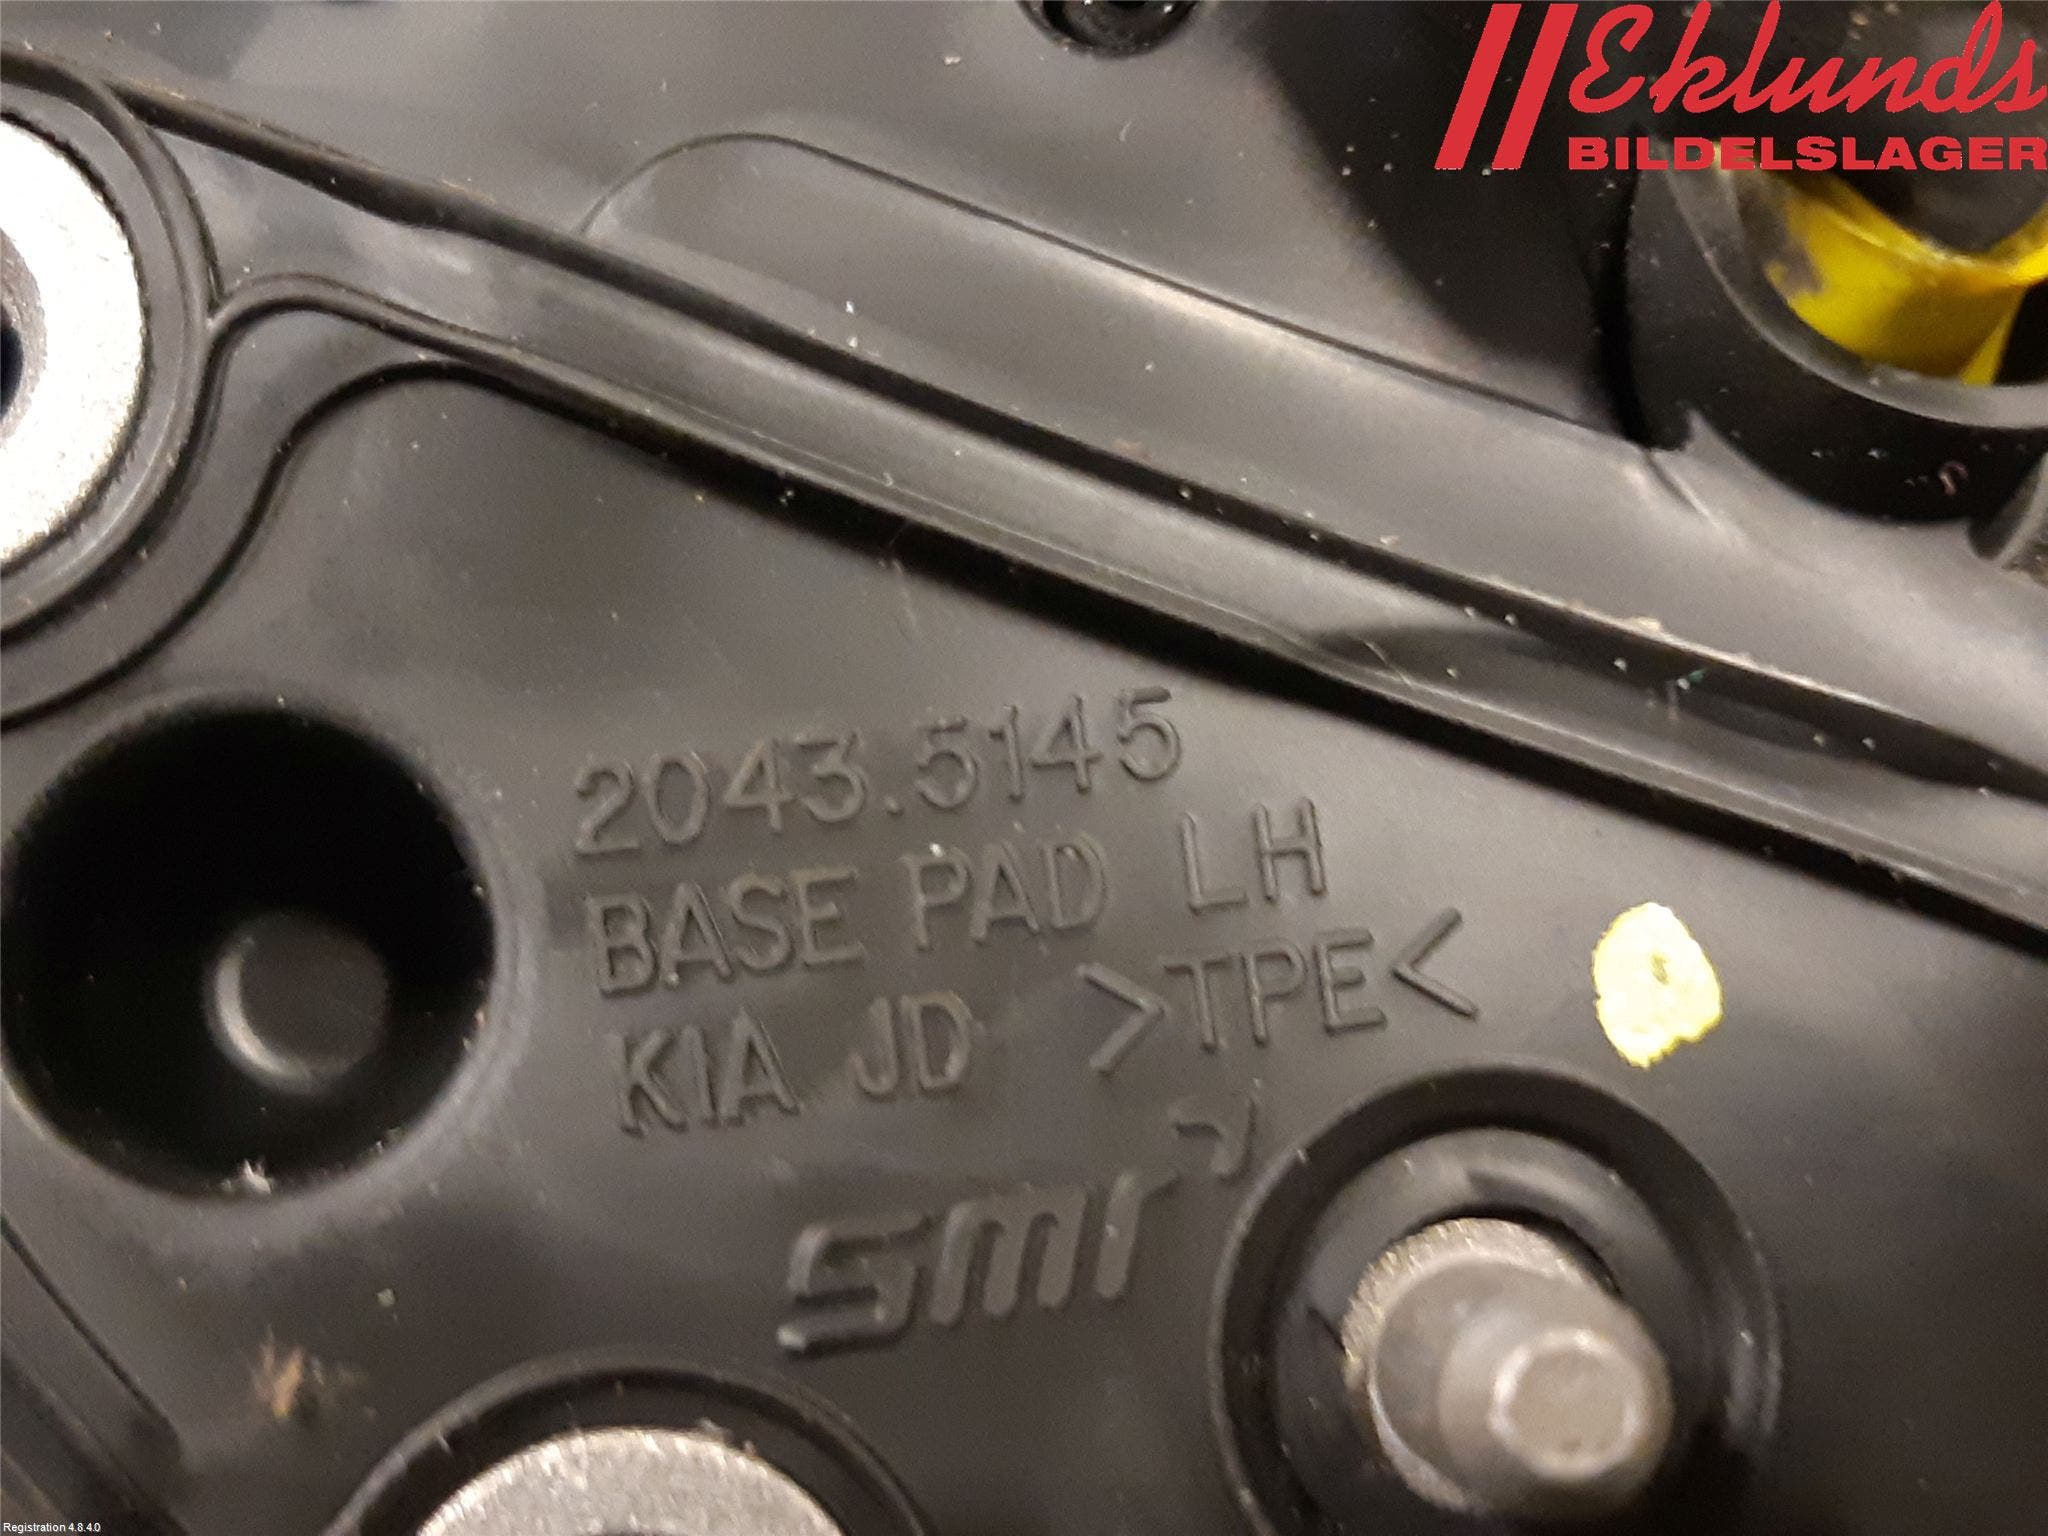 Eklunds
BILDELSLAGER
2043.5145
BASE PAD LH
KIA JD >TPE<
smr
Registration 4.8.4.0